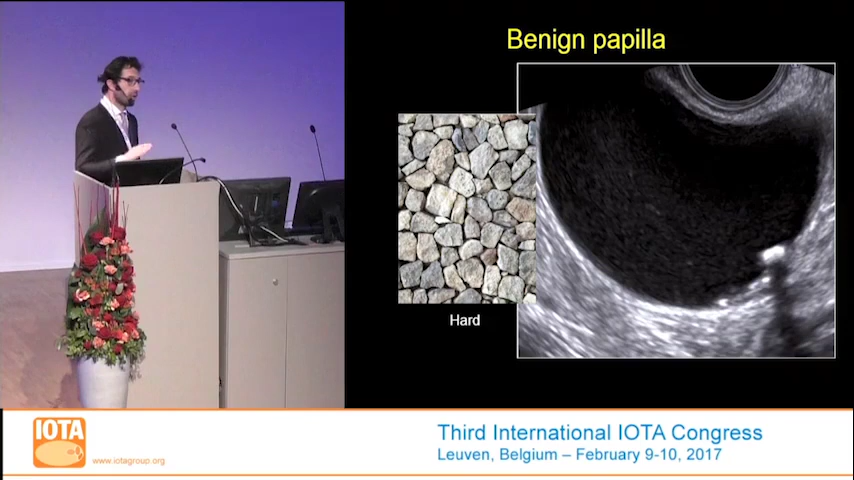 Benign papilla
Hard
IOTA
www.iotagroup.org
Third International IOTA Congress
Leuven, Belgium – February 9-10, 2017